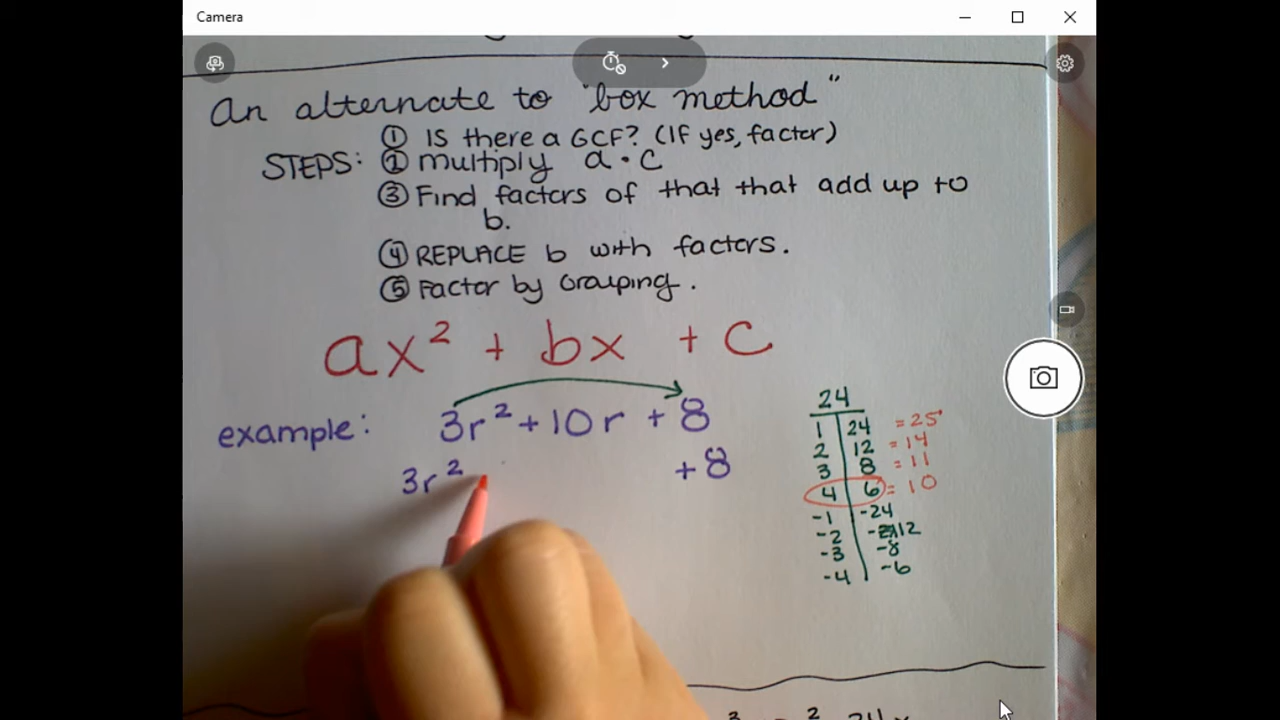 Camera
An alternate to "box method"
STEPS: ① IS there a GCF? (If yes, factor)
② multiply a · c
③ Find factors of that that add up to
b.
④ REPLACE b with factors.
⑤ Factor by Grouping.
ax² + bx + c
example: 3r² + 10r + 8
3r² + 8
24
1 24 = 25
2 12 = 14
3 8 = 11
4 6 = 10
-1 -24
-2 -12
-3 -8
-4 -6